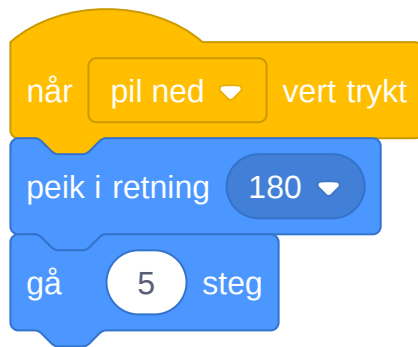 når pil ned vert trykt
peik i retning 180
gå 5 steg